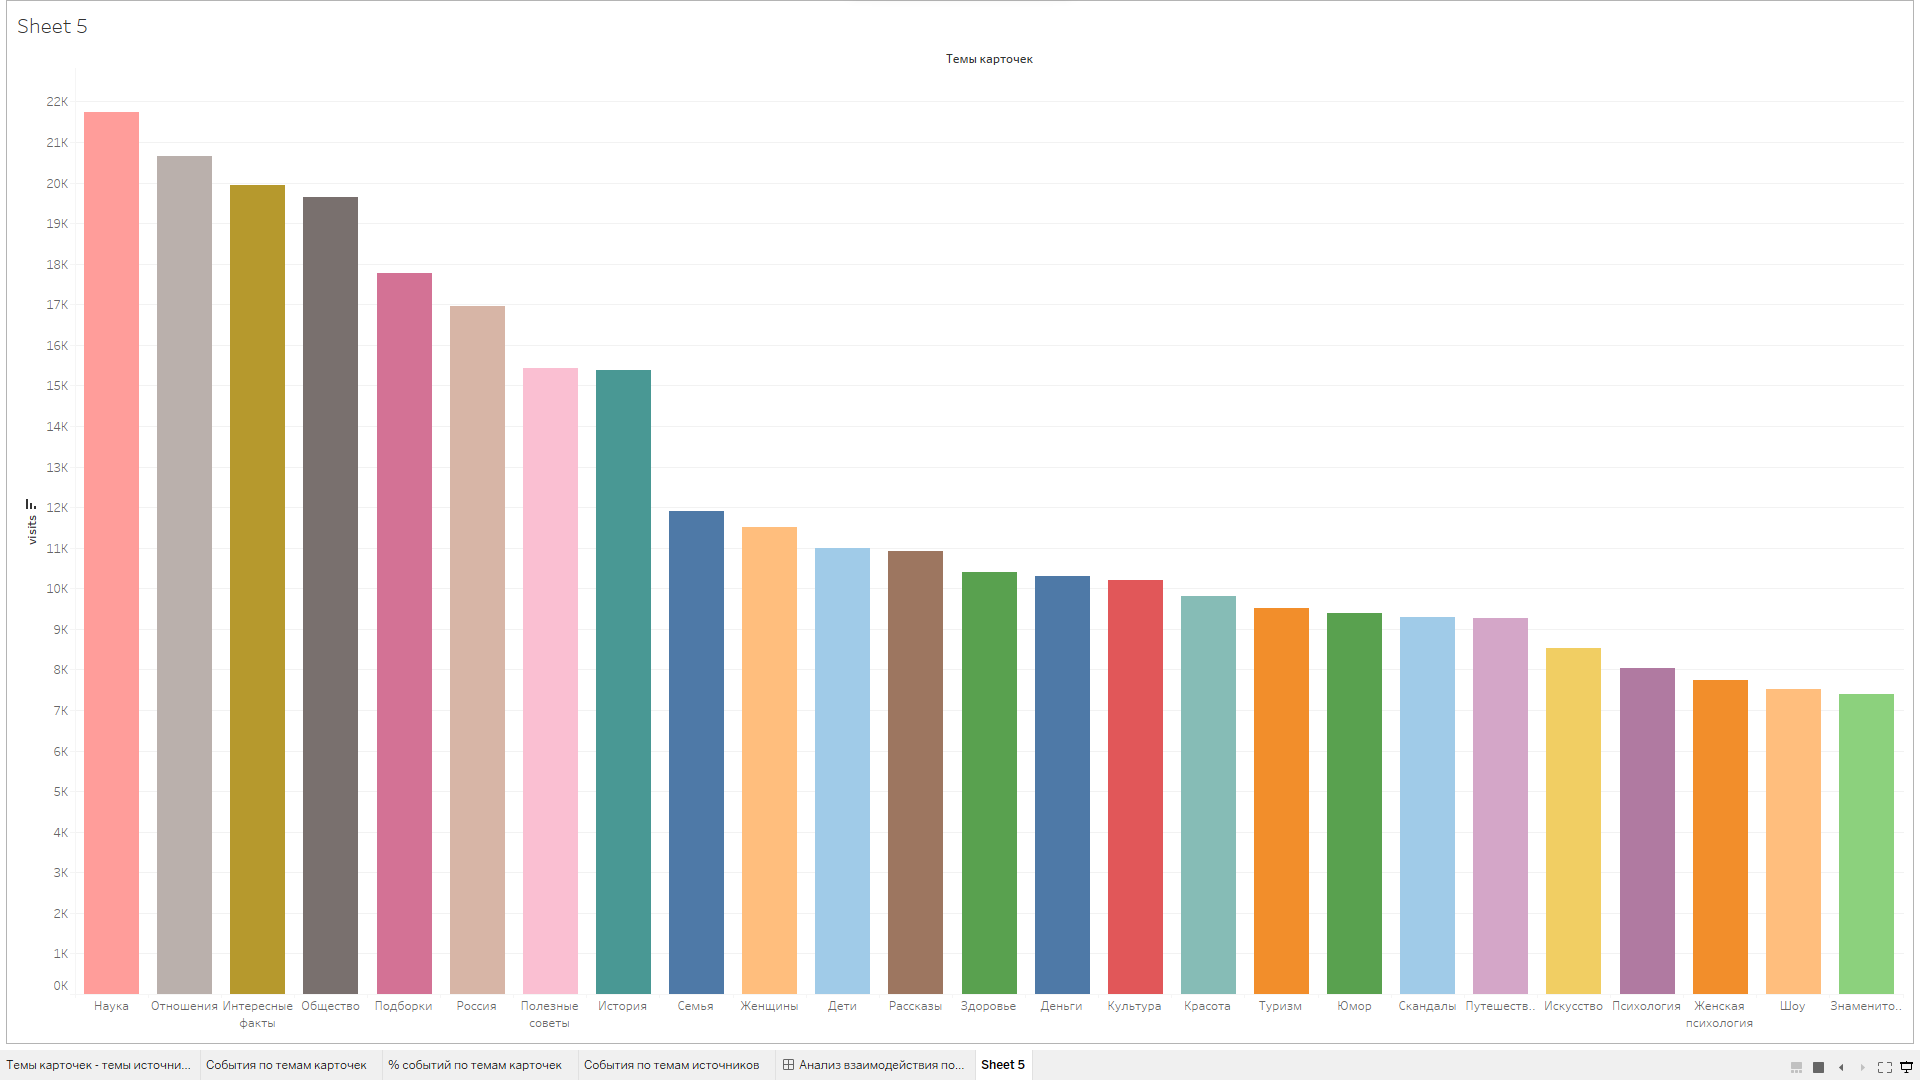 Sheet 5
Темы карточек
22K
21K
20K
19K
18K
17K
16K
15K
14K
13K
12K
11K
10K
9K
8K
7K
6K
5K
4K
3K
2K
1K
0K
visits
Наука Отношения Интересные факты Общество Подборки Россия Полезные советы История Семья Женщины Дети Рассказы Здоровье Деньги Культура Красота Туризм Юмор Скандалы Путешеств.. Искусство Психология Женская психология Шоу Знаменито..
Темы карточек - темы источни... События по темам карточек % событий по темам карточек События по темам источников Анализ взаимодействия по... Sheet 5